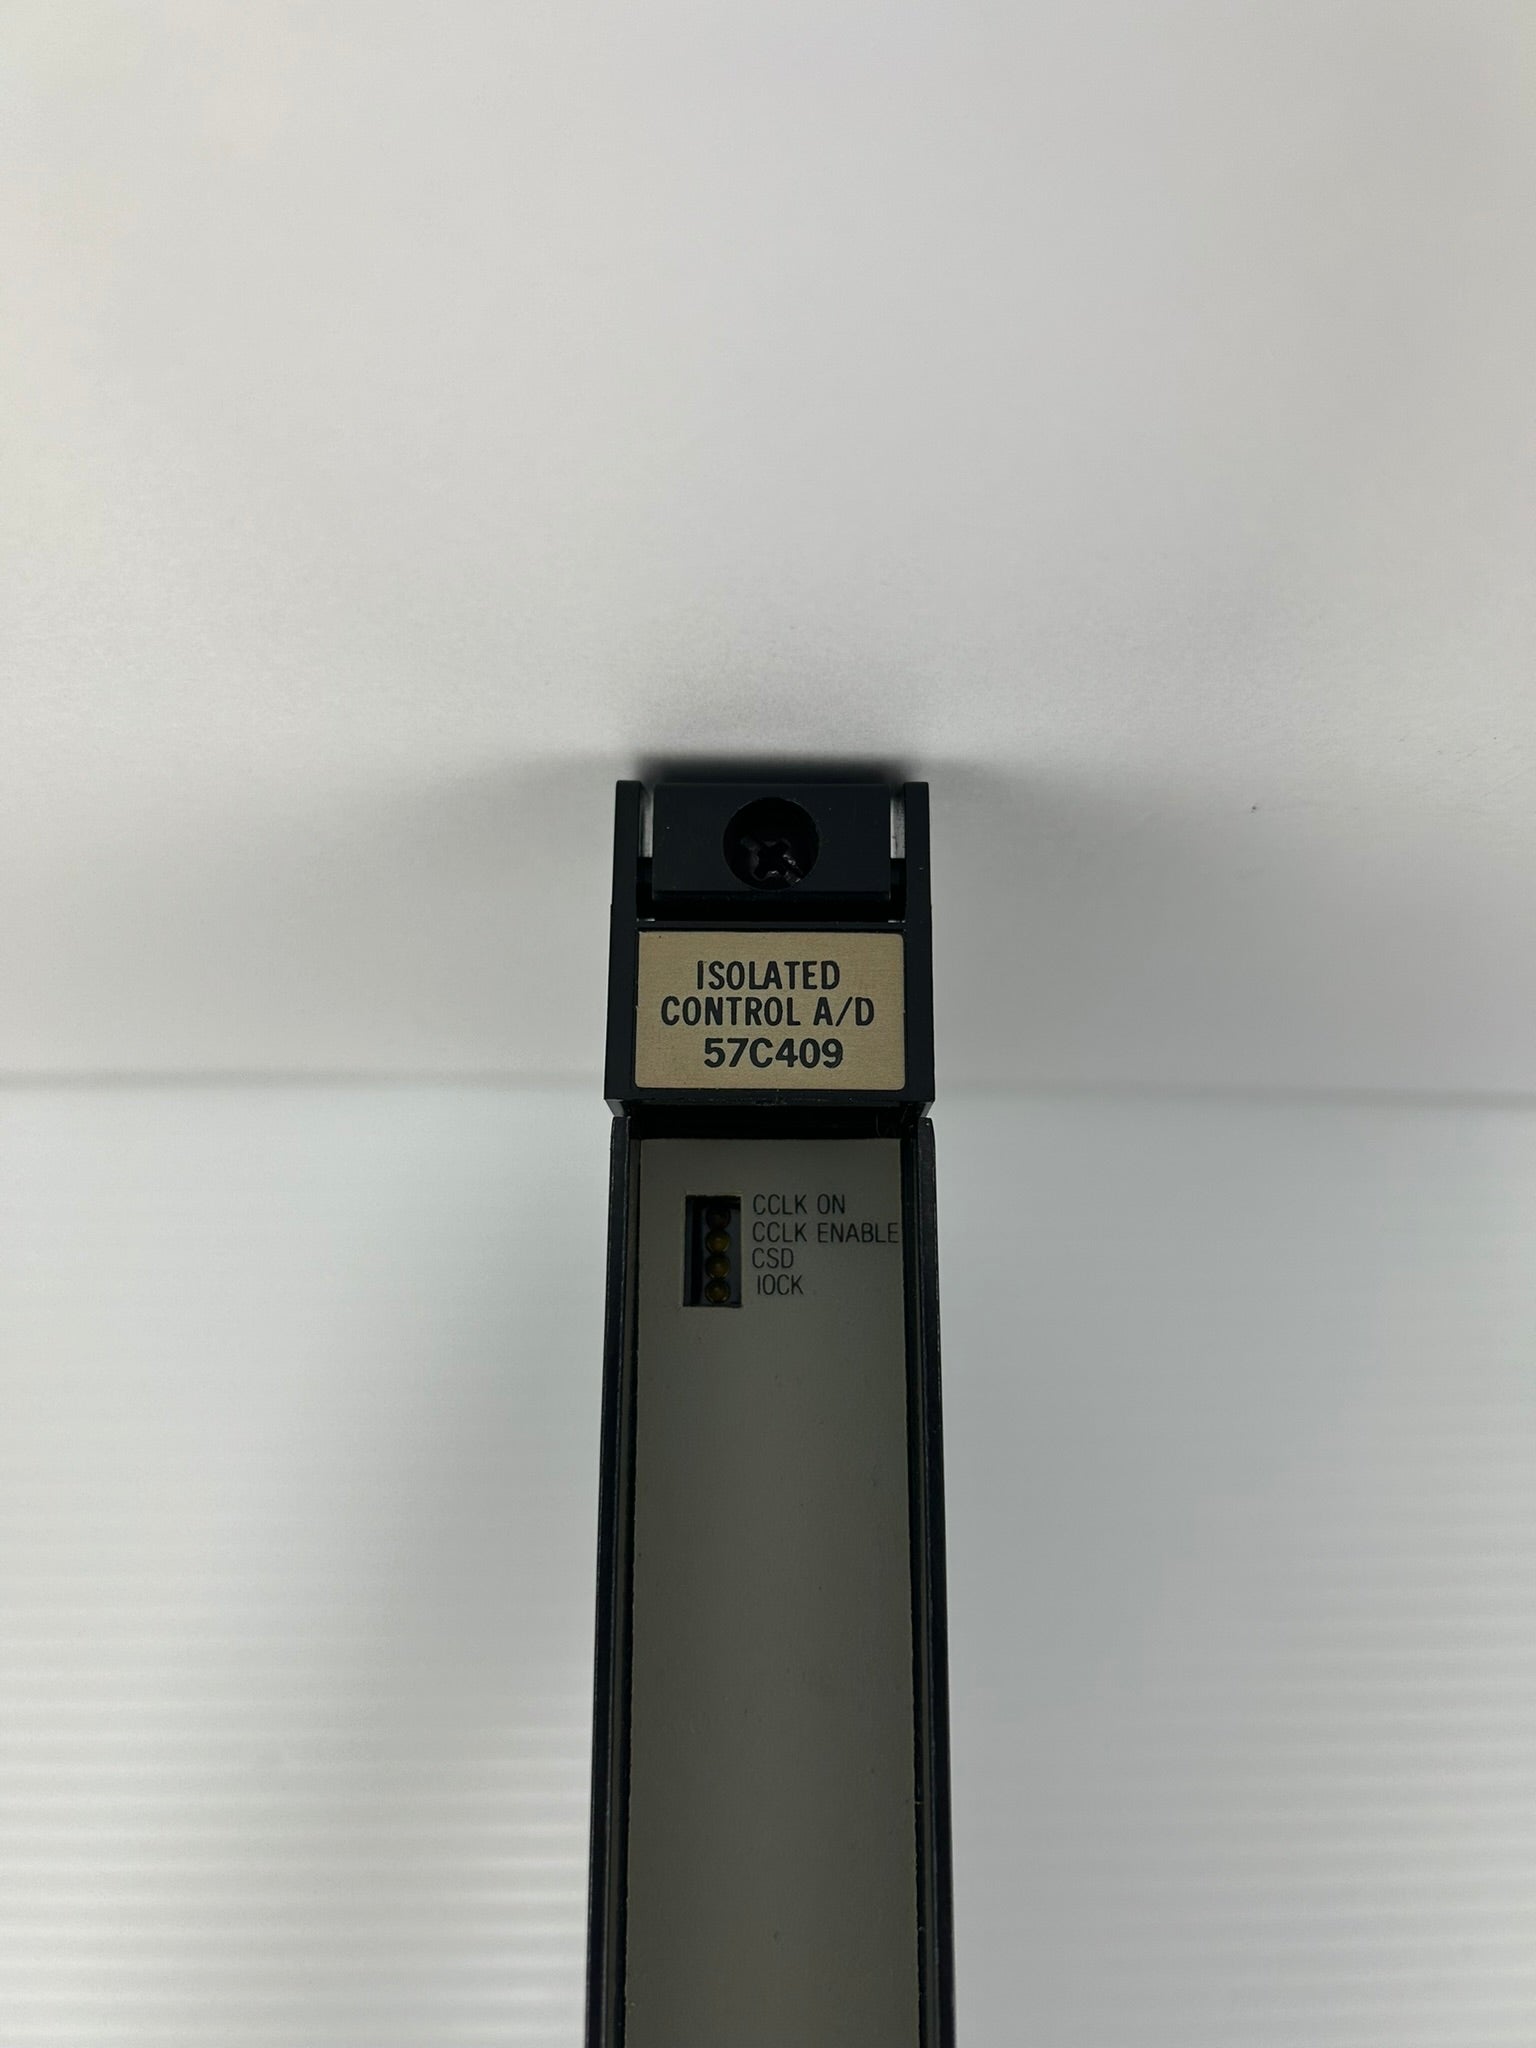 ISOLATED
CONTROL A/D
57C409
CCLK ON
CCLK ENABLE
CSD
IOCK